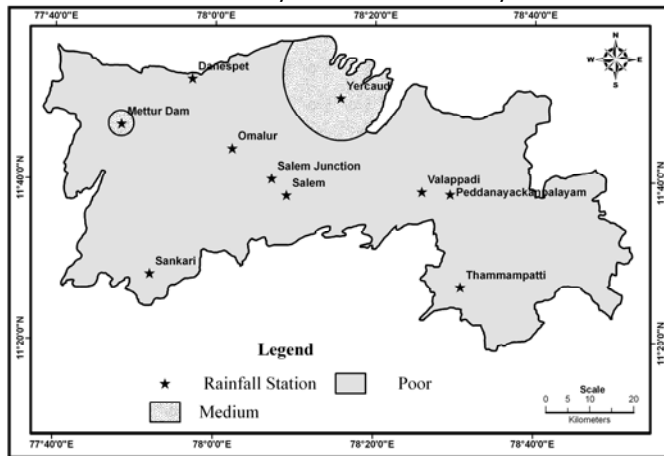 77°40'0"E
78°0'0"E
78°20'0"E
78°40'0"E
N
W
E
S
Danespet
Yercaud
Mettur Dam
Omalur
11°40'0"N
Salem Junction
Valappadi
11°40'0"N
Salem
Peddanayackanpalayam
Sankari
Thammampatti
11°20'0"N
11°20'0"N
Legend
Rainfall Station
Poor
Medium
Scale
0 5 10 20
Kilometers
77°40'0"E
78°0'0"E
78°20'0"E
78°40'0"E